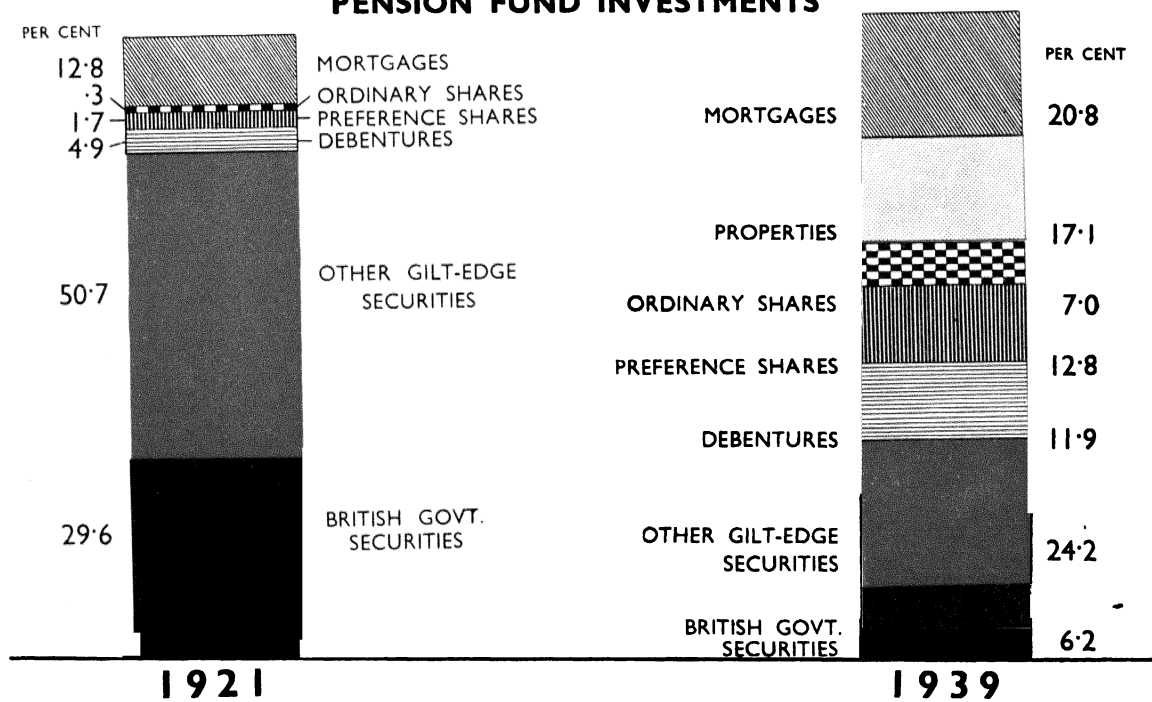 PENSION FUND INVESTMENTS
PER CENT
12·8 MORTGAGES
·3 ORDINARY SHARES
1·7 PREFERENCE SHARES
4·9 DEBENTURES
50·7 OTHER GILT-EDGE
SECURITIES
29·6 BRITISH GOVT.
SECURITIES
1921
PER CENT
MORTGAGES 20·8
PROPERTIES 17·1
ORDINARY SHARES 7·0
PREFERENCE SHARES 12·8
DEBENTURES 11·9
OTHER GILT-EDGE
SECURITIES 24·2
BRITISH GOVT.
SECURITIES 6·2
1939